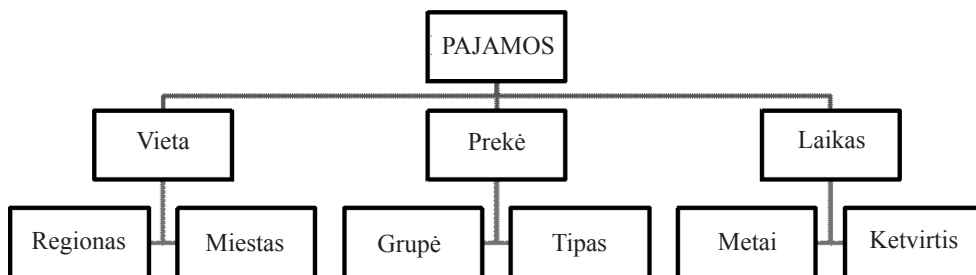 PAJAMOS
Vieta
Prekė
Laikas
Regionas
Miestas
Grupė
Tipas
Metai
Ketvirtis